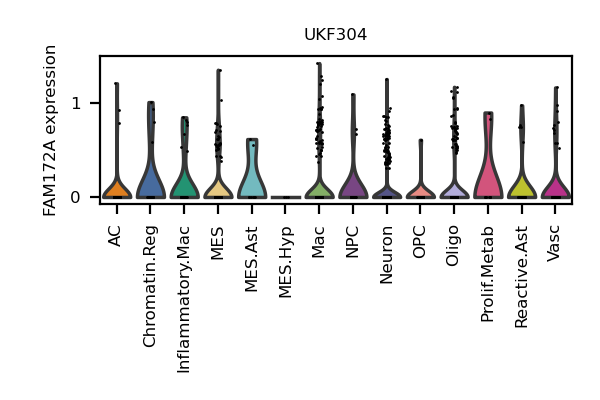 UKF304
FAM172A expression
1
0
AC
Chromatin.Reg
Inflammatory.Mac
MES
MES.Ast
MES.Hyp
Mac
NPC
Neuron
OPC
Oligo
Prolif.Metab
Reactive.Ast
Vasc